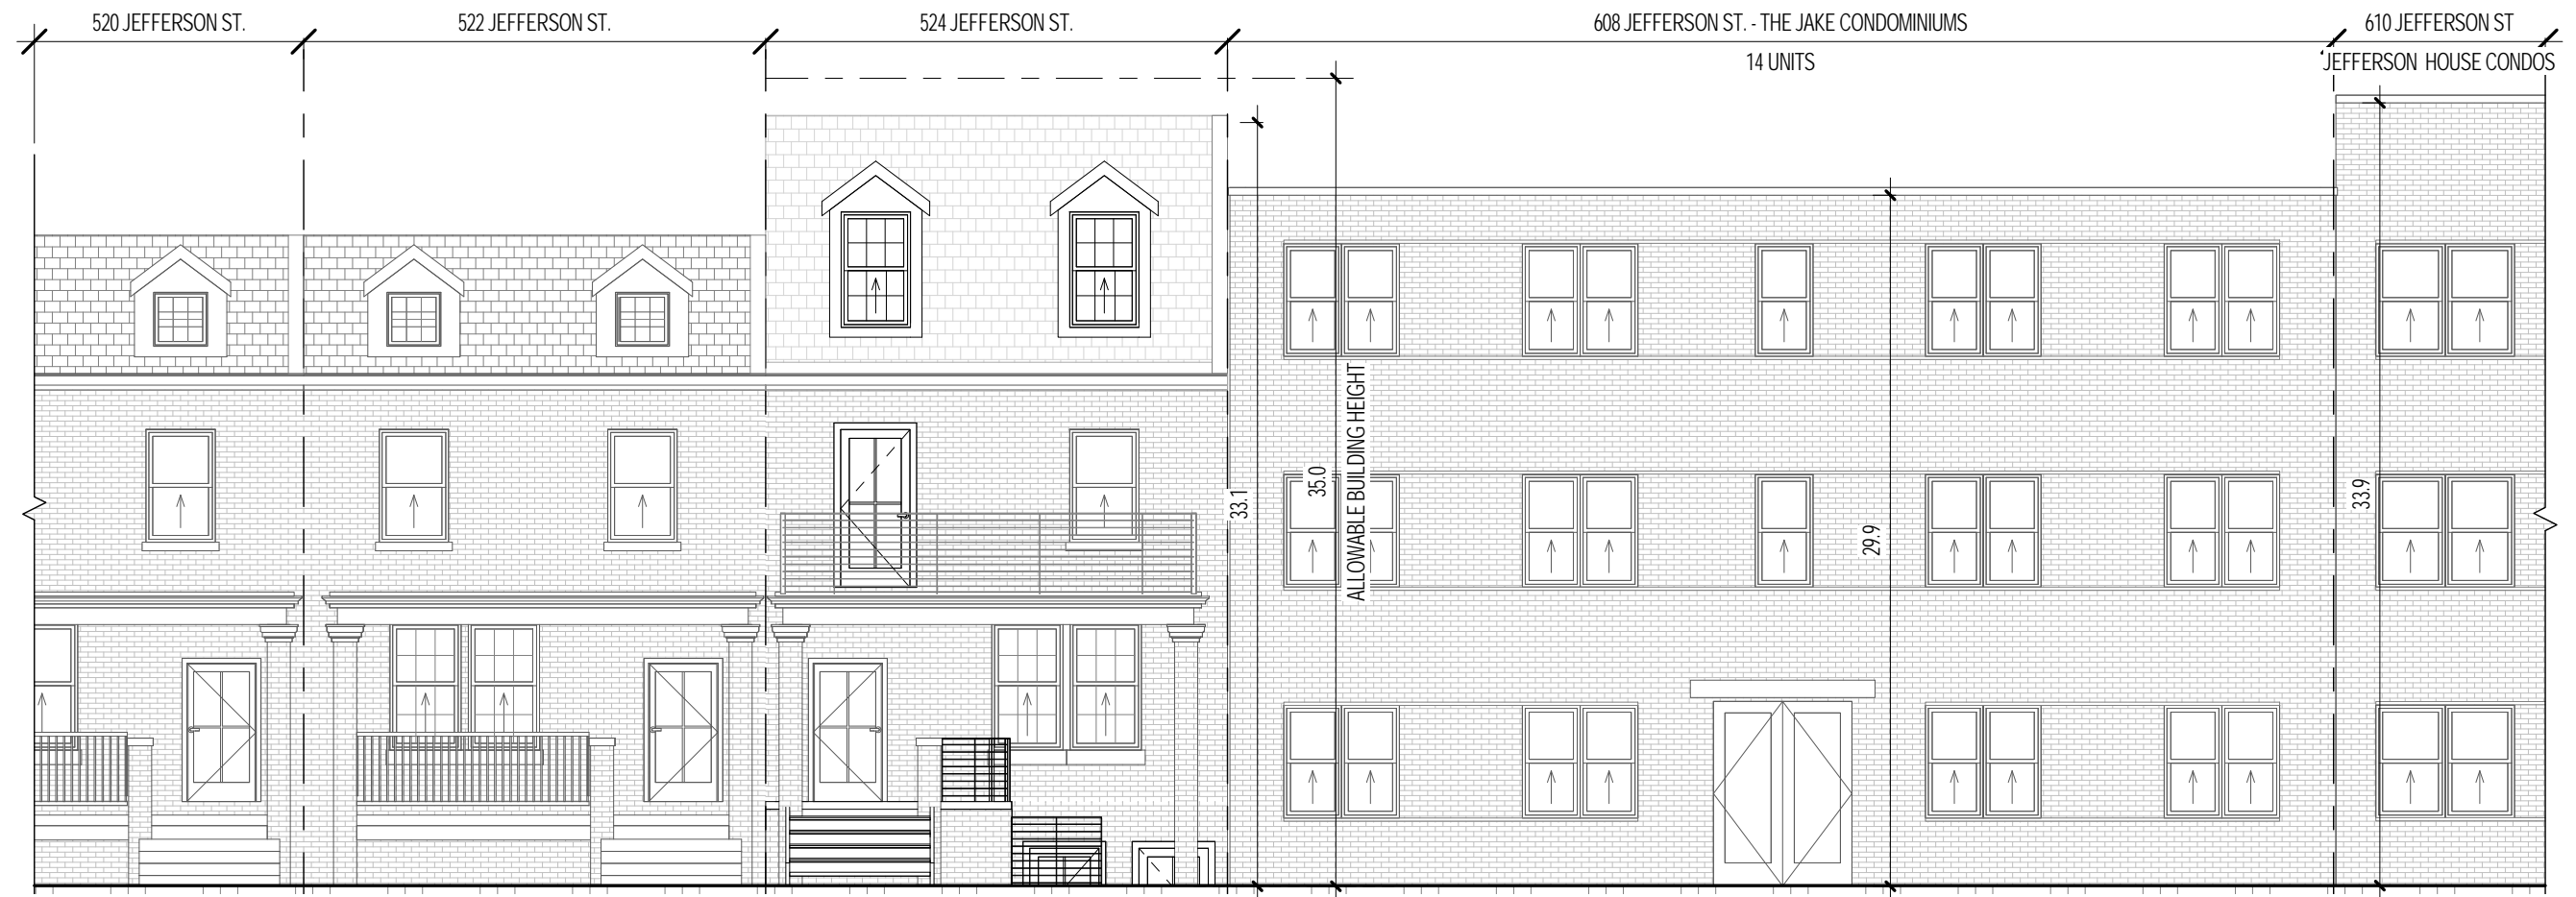 520 JEFFERSON ST.
522 JEFFERSON ST.
524 JEFFERSON ST.
608 JEFFERSON ST. - THE JAKE CONDOMINIUMS
610 JEFFERSON ST
14 UNITS
JEFFERSON HOUSE CONDOS
33.1
35.0
ALLOWABLE BUILDING HEIGHT
29.9
33.9